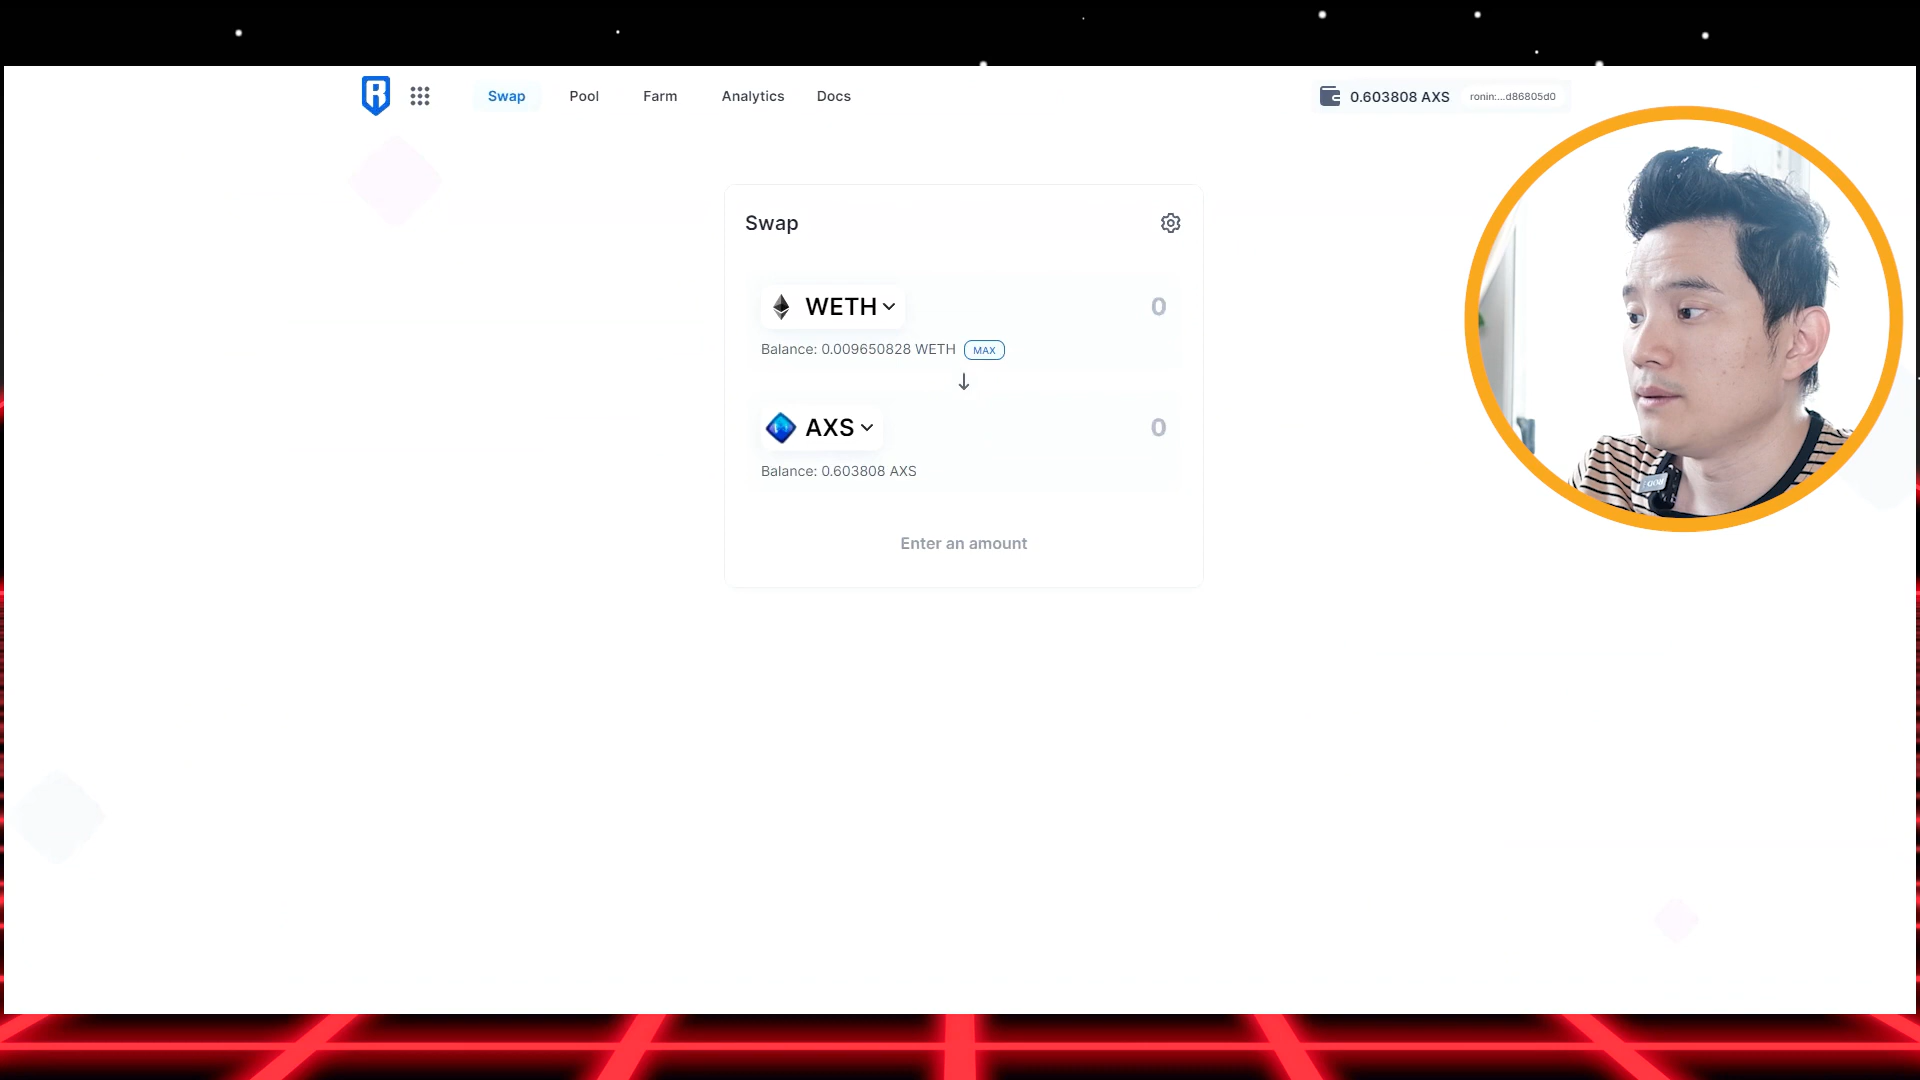 Swap
Pool
Farm
Analytics
Docs
0.603808 AXS
ronin:...d86805d0
Swap
WETH
0
Balance: 0.009650828 WETH
MAX
AXS
0
Balance: 0.603808 AXS
Enter an amount